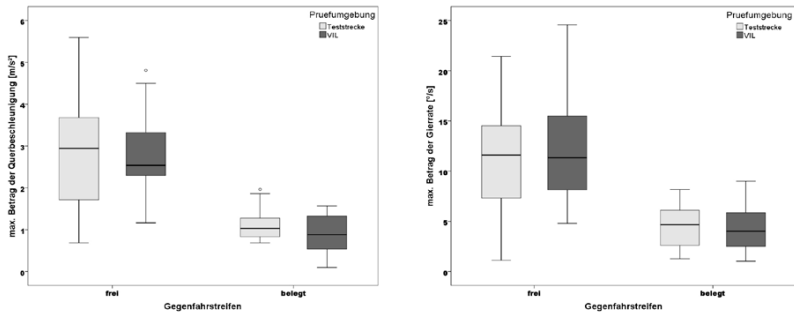 Pruefumgebung
Teststrecke
VIL
max. Betrag der Querbeschleunigung [m/s²]
6
5
4
3
2
1
0
frei
belegt
Gegenfahrstreifen
Pruefumgebung
Teststrecke
VIL
max. Betrag der Gierrate [°/s]
25
20
15
10
5
0
frei
belegt
Gegenfahrstreifen